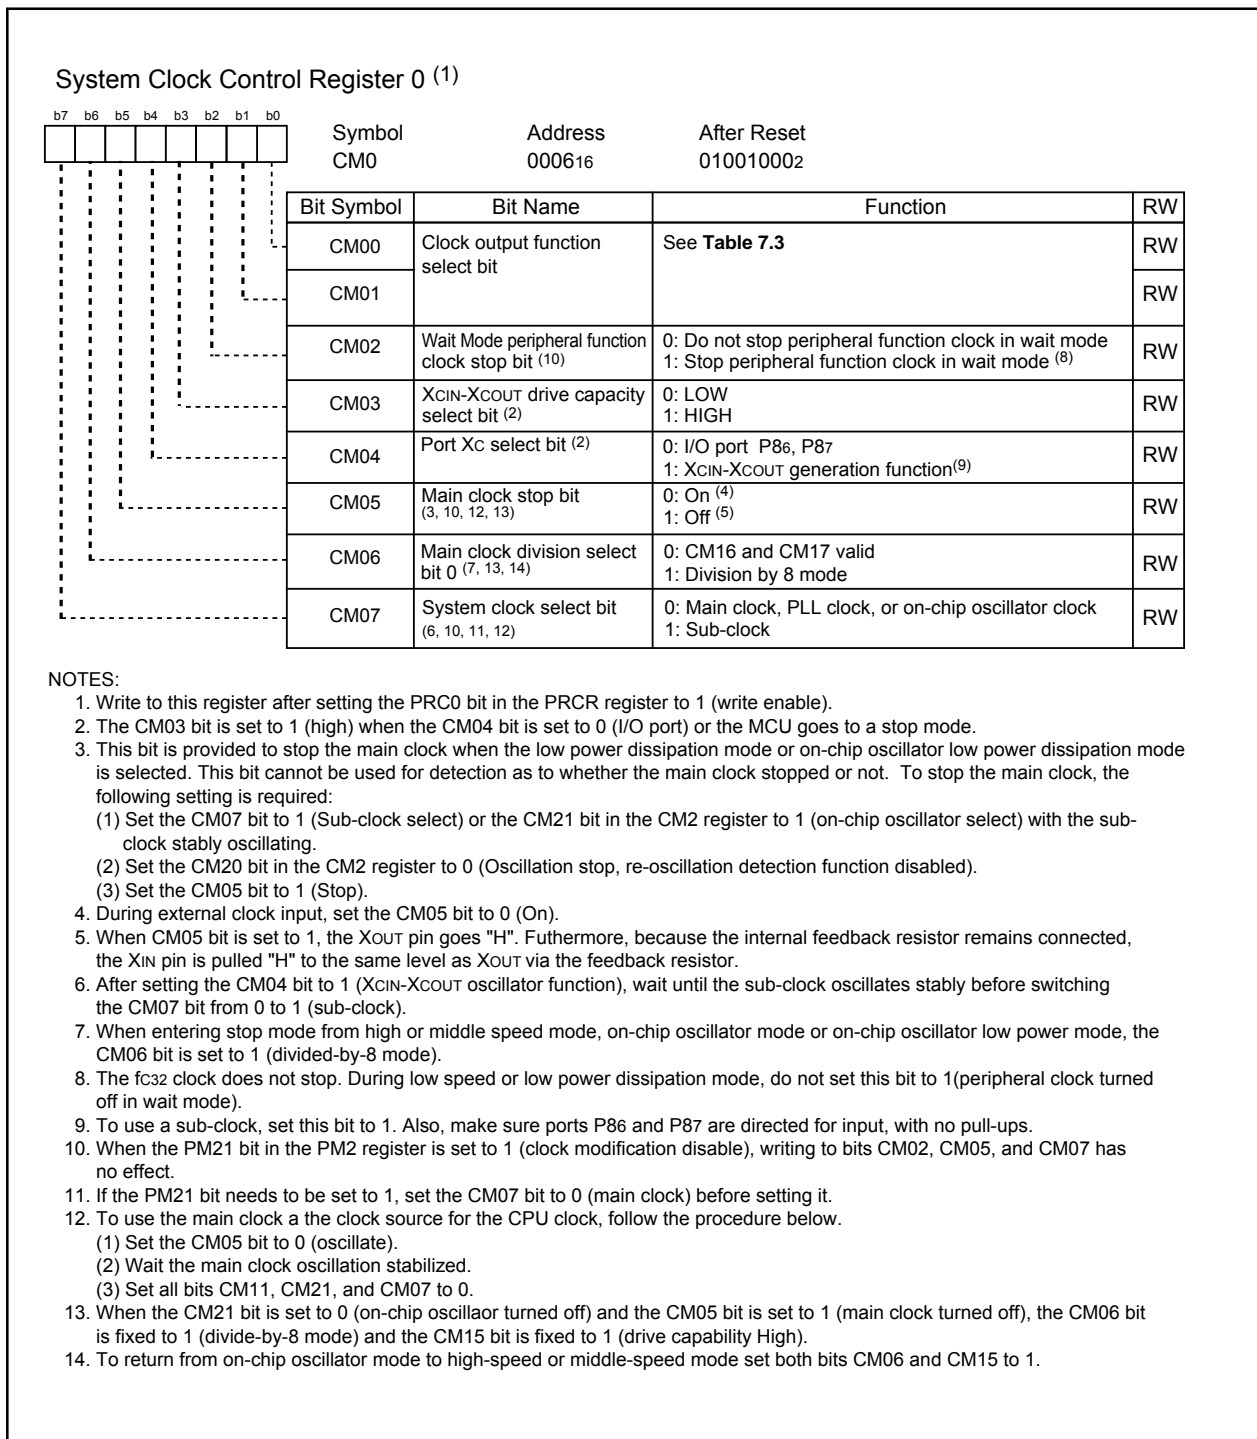 System Clock Control Register 0 (1)
b7 b6 b5 b4 b3 b2 b1 b0
Symbol Address After Reset
CM0 000616 010010002
Bit Symbol Bit Name Function RW
CM00 Clock output function select bit See Table 7.3 RW
CM01 RW
CM02 Wait Mode peripheral function clock stop bit (10) 0: Do not stop peripheral function clock in wait mode
1: Stop peripheral function clock in wait mode (8) RW
CM03 XCIN-XCOUT drive capacity select bit (2) 0: LOW
1: HIGH RW
CM04 Port XC select bit (2) 0: I/O port P86, P87
1: XCIN-XCOUT generation function(9) RW
CM05 Main clock stop bit (3, 10, 12, 13) 0: On (4)
1: Off (5) RW
CM06 Main clock division select bit 0 (7, 13, 14) 0: CM16 and CM17 valid
1: Division by 8 mode RW
CM07 System clock select bit (6, 10, 11, 12) 0: Main clock, PLL clock, or on-chip oscillator clock
1: Sub-clock RW
NOTES:
1. Write to this register after setting the PRC0 bit in the PRCR register to 1 (write enable).
2. The CM03 bit is set to 1 (high) when the CM04 bit is set to 0 (I/O port) or the MCU goes to a stop mode.
3. This bit is provided to stop the main clock when the low power dissipation mode or on-chip oscillator low power dissipation mode
is selected. This bit cannot be used for detection as to whether the main clock stopped or not. To stop the main clock, the
following setting is required:
(1) Set the CM07 bit to 1 (Sub-clock select) or the CM21 bit in the CM2 register to 1 (on-chip oscillator select) with the sub-
clock stably oscillating.
(2) Set the CM20 bit in the CM2 register to 0 (Oscillation stop, re-oscillation detection function disabled).
(3) Set the CM05 bit to 1 (Stop).
4. During external clock input, set the CM05 bit to 0 (On).
5. When CM05 bit is set to 1, the XOUT pin goes "H". Futhermore, because the internal feedback resistor remains connected,
the XIN pin is pulled "H" to the same level as XOUT via the feedback resistor.
6. After setting the CM04 bit to 1 (XCIN-XCOUT oscillator function), wait until the sub-clock oscillates stably before switching
the CM07 bit from 0 to 1 (sub-clock).
7. When entering stop mode from high or middle speed mode, on-chip oscillator mode or on-chip oscillator low power mode, the
CM06 bit is set to 1 (divided-by-8 mode).
8. The fC32 clock does not stop. During low speed or low power dissipation mode, do not set this bit to 1(peripheral clock turned
off in wait mode).
9. To use a sub-clock, set this bit to 1. Also, make sure ports P86 and P87 are directed for input, with no pull-ups.
10. When the PM21 bit in the PM2 register is set to 1 (clock modification disable), writing to bits CM02, CM05, and CM07 has
no effect.
11. If the PM21 bit needs to be set to 1, set the CM07 bit to 0 (main clock) before setting it.
12. To use the main clock a the clock source for the CPU clock, follow the procedure below.
(1) Set the CM05 bit to 0 (oscillate).
(2) Wait the main clock oscillation stabilized.
(3) Set all bits CM11, CM21, and CM07 to 0.
13. When the CM21 bit is set to 0 (on-chip oscillaor turned off) and the CM05 bit is set to 1 (main clock turned off), the CM06 bit
is fixed to 1 (divide-by-8 mode) and the CM15 bit is fixed to 1 (drive capability High).
14. To return from on-chip oscillator mode to high-speed or middle-speed mode set both bits CM06 and CM15 to 1.